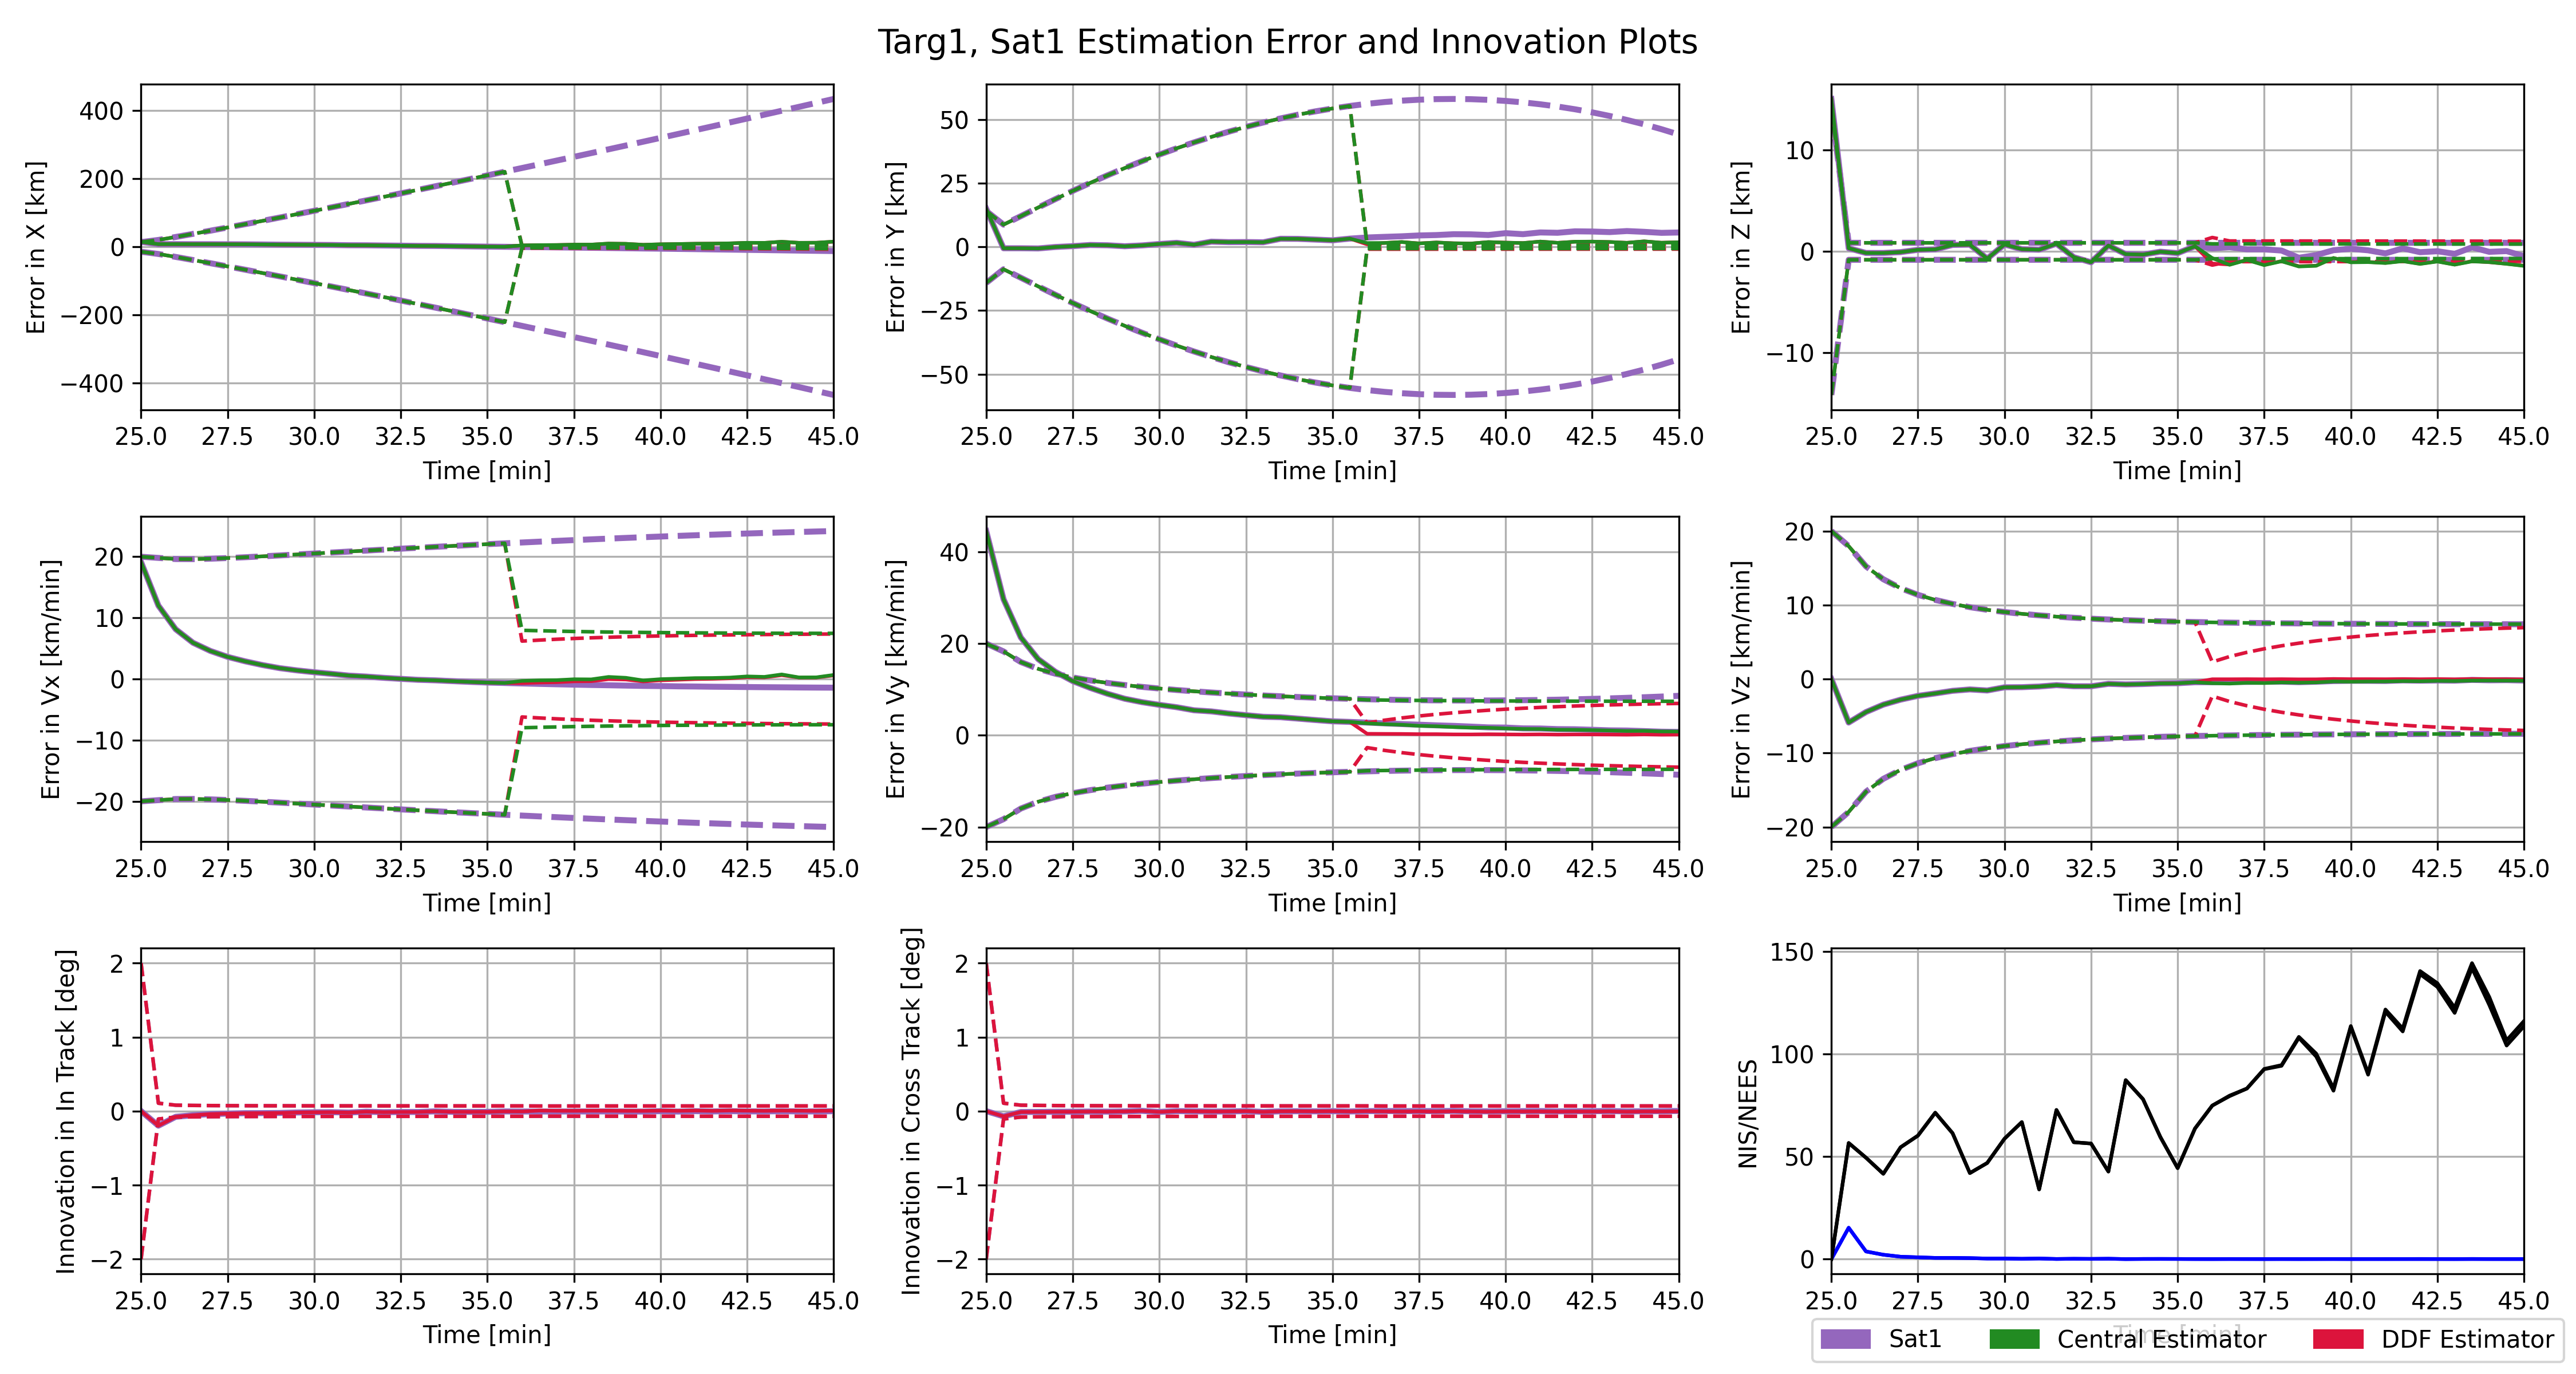 Targ1, Sat1 Estimation Error and Innovation Plots
Error in X [km]
400
200
0
−200
−400
25.0 27.5 30.0 32.5 35.0 37.5 40.0 42.5 45.0
Time [min]
Error in Y [km]
50
25
0
−25
−50
25.0 27.5 30.0 32.5 35.0 37.5 40.0 42.5 45.0
Time [min]
Error in Z [km]
10
0
−10
25.0 27.5 30.0 32.5 35.0 37.5 40.0 42.5 45.0
Time [min]
Error in Vx [km/min]
20
10
0
−10
−20
25.0 27.5 30.0 32.5 35.0 37.5 40.0 42.5 45.0
Time [min]
Error in Vy [km/min]
40
20
0
−20
25.0 27.5 30.0 32.5 35.0 37.5 40.0 42.5 45.0
Time [min]
Error in Vz [km/min]
20
10
0
−10
−20
25.0 27.5 30.0 32.5 35.0 37.5 40.0 42.5 45.0
Time [min]
Innovation in In Track [deg]
2
1
0
−1
−2
25.0 27.5 30.0 32.5 35.0 37.5 40.0 42.5 45.0
Time [min]
Innovation in Cross Track [deg]
2
1
0
−1
−2
25.0 27.5 30.0 32.5 35.0 37.5 40.0 42.5 45.0
Time [min]
NIS/NEES
150
100
50
0
25.0 27.5 30.0 32.5 35.0 37.5 40.0 42.5 45.0
Time [min]
Sat1 Central Estimator DDF Estimator